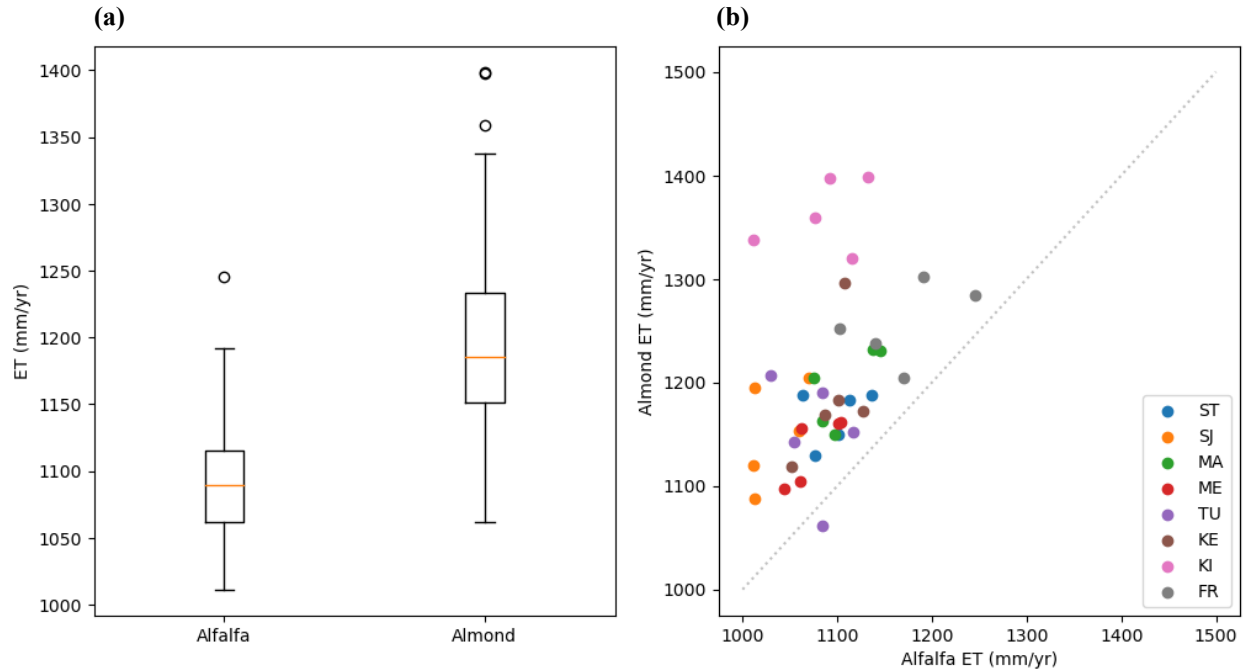 (a)
ET (mm/yr)
1400
1350
1300
1250
1200
1150
1100
1050
1000
Alfalfa
Almond
(b)
Almond ET (mm/yr)
1500
1400
1300
1200
1100
1000
1000
1100
1200
1300
1400
1500
Alfalfa ET (mm/yr)
ST
SJ
MA
ME
TU
KE
KI
FR